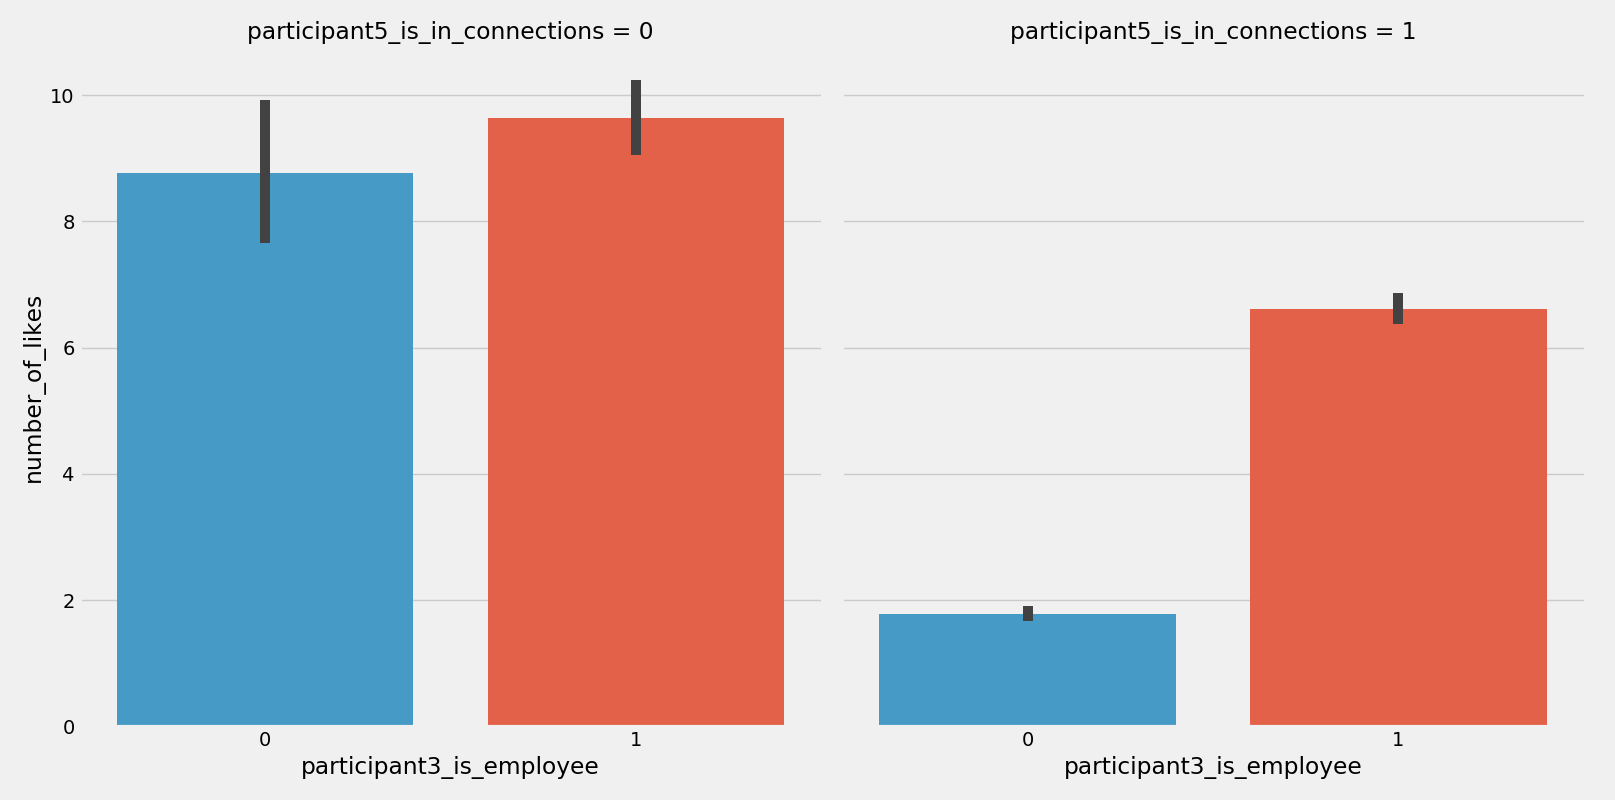 participant5_is_in_connections = 0
participant5_is_in_connections = 1
number_of_likes
10
8
6
4
2
0
0
1
0
1
participant3_is_employee
participant3_is_employee